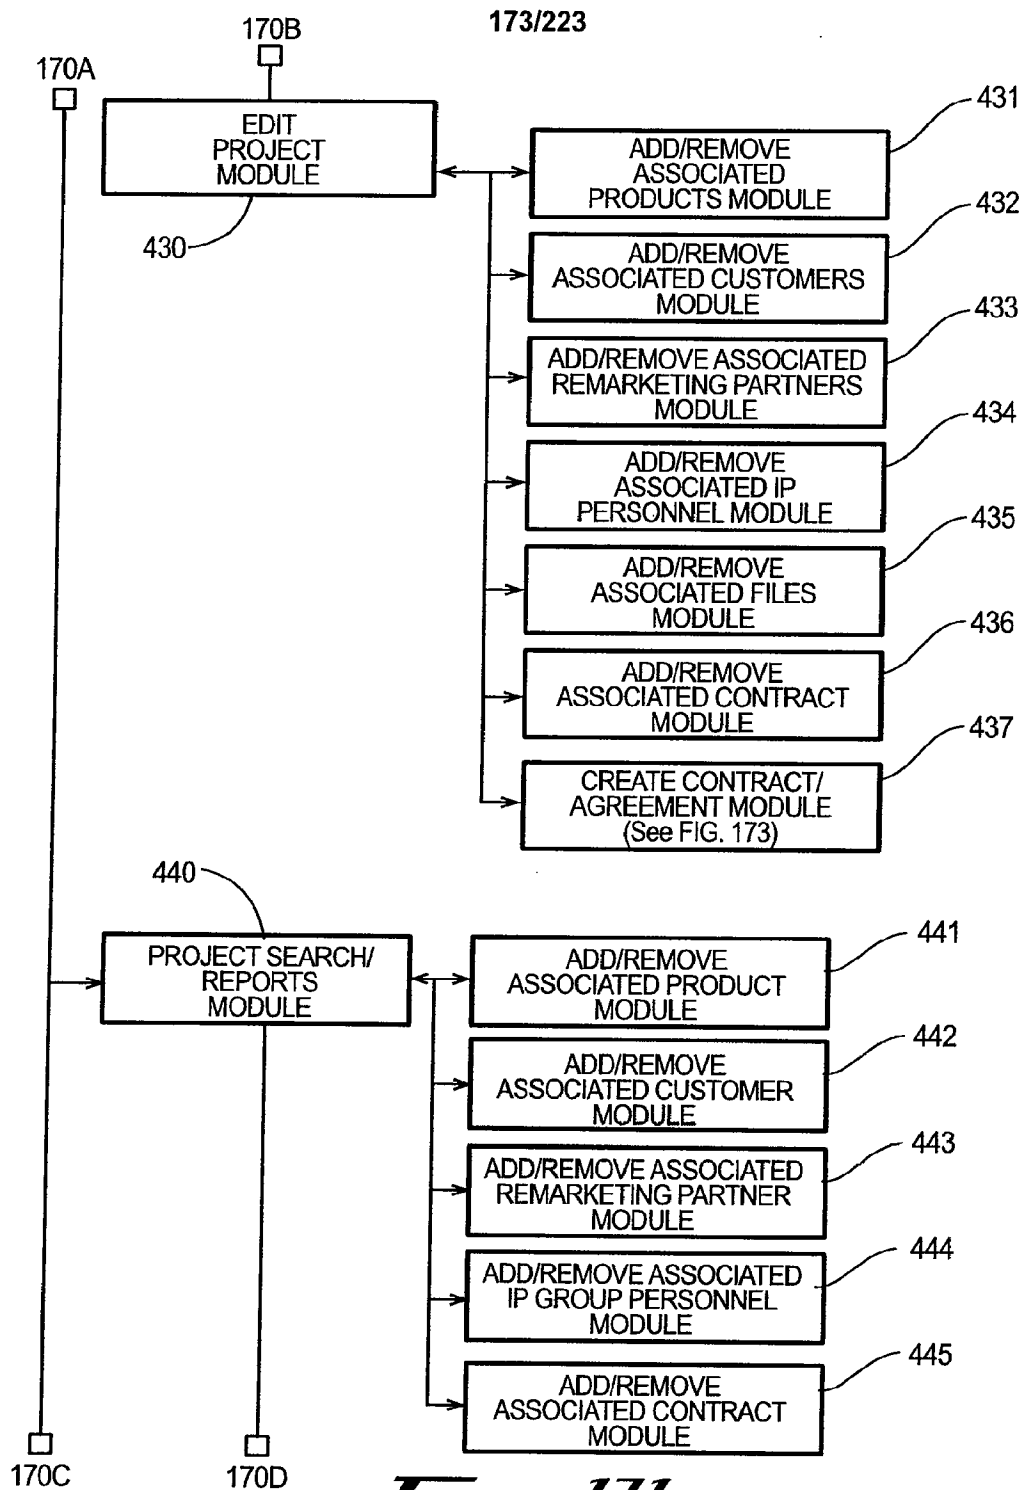 173/223
170B
170A
EDIT
PROJECT
MODULE
430
431
ADD/REMOVE
ASSOCIATED
PRODUCTS MODULE
432
ADD/REMOVE
ASSOCIATED CUSTOMERS
MODULE
433
ADD/REMOVE ASSOCIATED
REMARKETING PARTNERS
MODULE
434
ADD/REMOVE
ASSOCIATED IP
PERSONNEL MODULE
435
ADD/REMOVE
ASSOCIATED FILES
MODULE
436
ADD/REMOVE
ASSOCIATED CONTRACT
MODULE
437
CREATE CONTRACT/
AGREEMENT MODULE
(See FIG. 173)
440
PROJECT SEARCH/
REPORTS
MODULE
441
ADD/REMOVE
ASSOCIATED PRODUCT
MODULE
442
ADD/REMOVE
ASSOCIATED CUSTOMER
MODULE
443
ADD/REMOVE ASSOCIATED
REMARKETING PARTNER
MODULE
444
ADD/REMOVE ASSOCIATED
IP GROUP PERSONNEL
MODULE
445
ADD/REMOVE
ASSOCIATED CONTRACT
MODULE
170C
170D
171